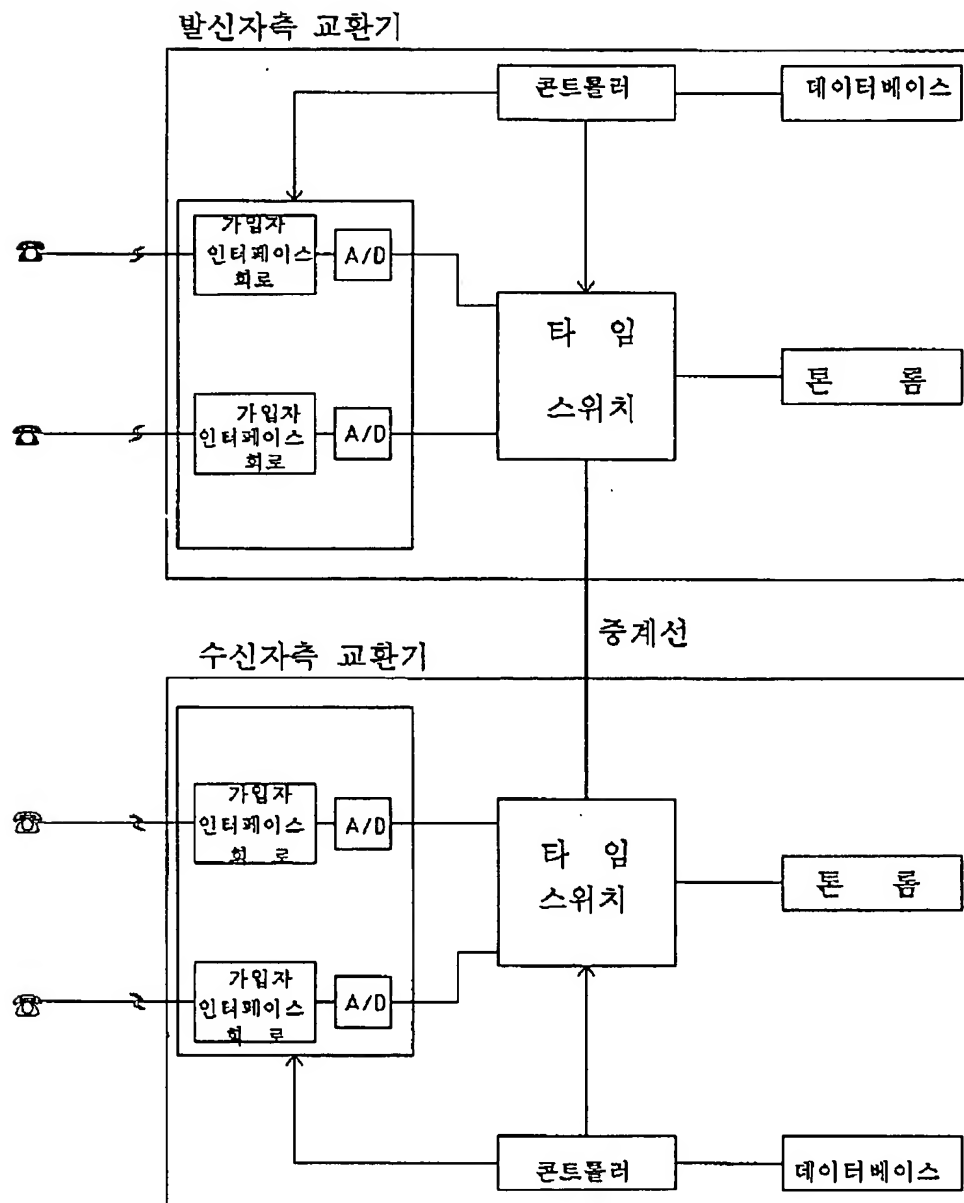 발신자측 교환기
콘트롤러
데이터베이스
가입자
인터페이스
회로
A/D
타 임
스위치
톤 롬
가입자
인터페이스
회로
A/D
중계선
수신자측 교환기
가입자
인터페이스
회 로
A/D
타 임
스위치
톤 롬
가입자
인터페이스
회 로
A/D
콘트롤러
데이터베이스